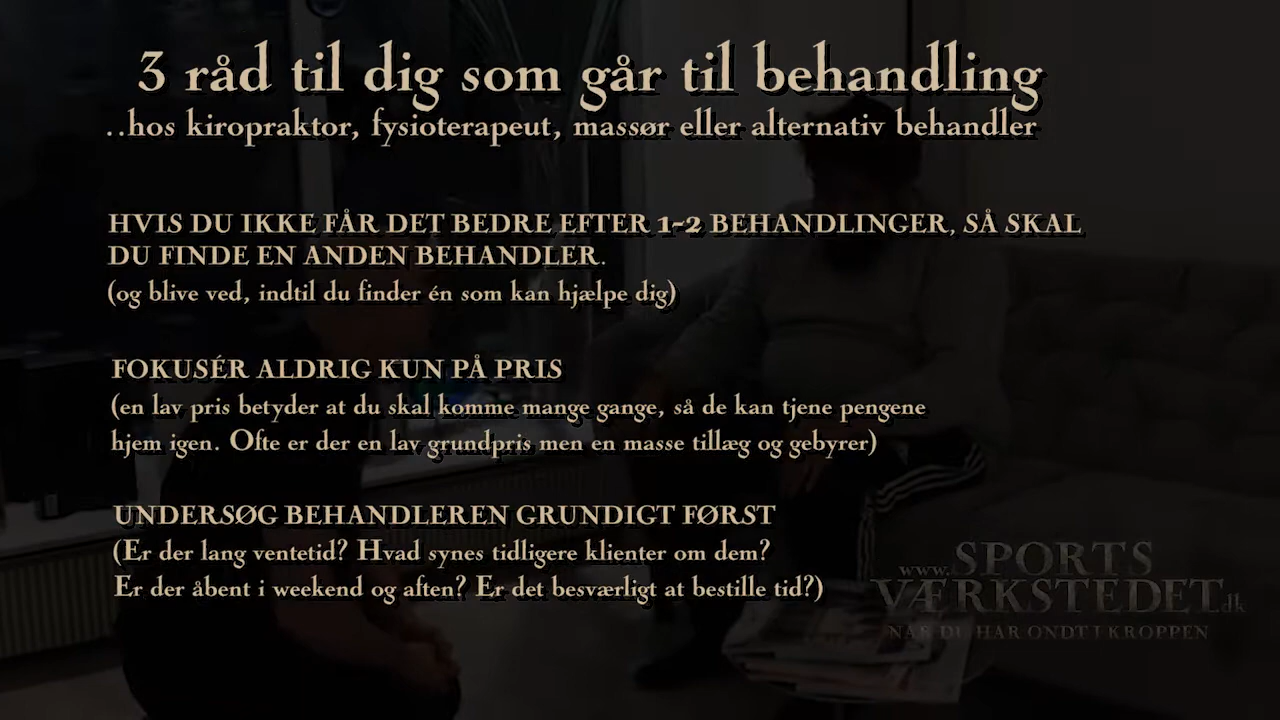 3 råd til dig som går til behandling
..hos kiropraktor, fysioterapeut, massør eller alternativ behandler
HVIS DU IKKE FÅR DET BEDRE EFTER 1-2 BEHANDLINGER, SÅ SKAL
DU FINDE EN ANDEN BEHANDLER.
(og blive ved, indtil du finder én som kan hjælpe dig)
FOKUSÉR ALDRIG KUN PÅ PRIS
(en lav pris betyder at du skal komme mange gange, så de kan tjene pengene
hjem igen. Ofte er der en lav grundpris men en masse tillæg og gebyrer)
UNDERSØG BEHANDLEREN GRUNDIGT FØRST
(Er der lang ventetid? Hvad synes tidligere klienter om dem?
Er der åbent i weekend og aften? Er det besværligt at bestille tid?)
www.SPORTS
VÆRKSTEDET.dk
NÅR DU HAR ONDT I KROPPEN